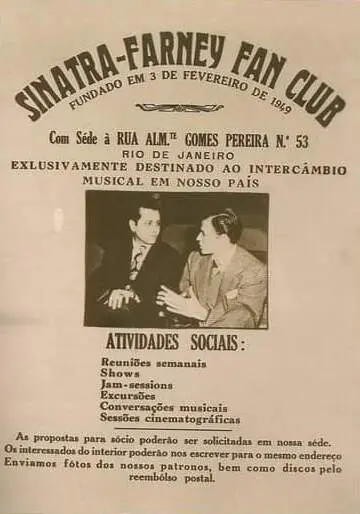 SINATRA-FARNEY FAN CLUB
FUNDADO EM 3 DE FEVEREIRO DE 1949
Com Séde à RUA ALM.TE GOMES PEREIRA N.º 53
RIO DE JANEIRO
EXLUSIVAMENTE DESTINADO AO INTERCÂMBIO
MUSICAL EM NOSSO PAÍS
ATIVIDADES SOCIAIS:
Reuniões semanais
Shows
Jam-sessions
Excursões
Conversações musicais
Sessões cinematográficas
As propostas para sócio poderão ser solicitadas em nossa séde.
Os interessados do interior poderão nos escrever para o mesmo endereço
Enviamos fótos dos nossos patronos, bem como discos pelo
reembôlso postal.